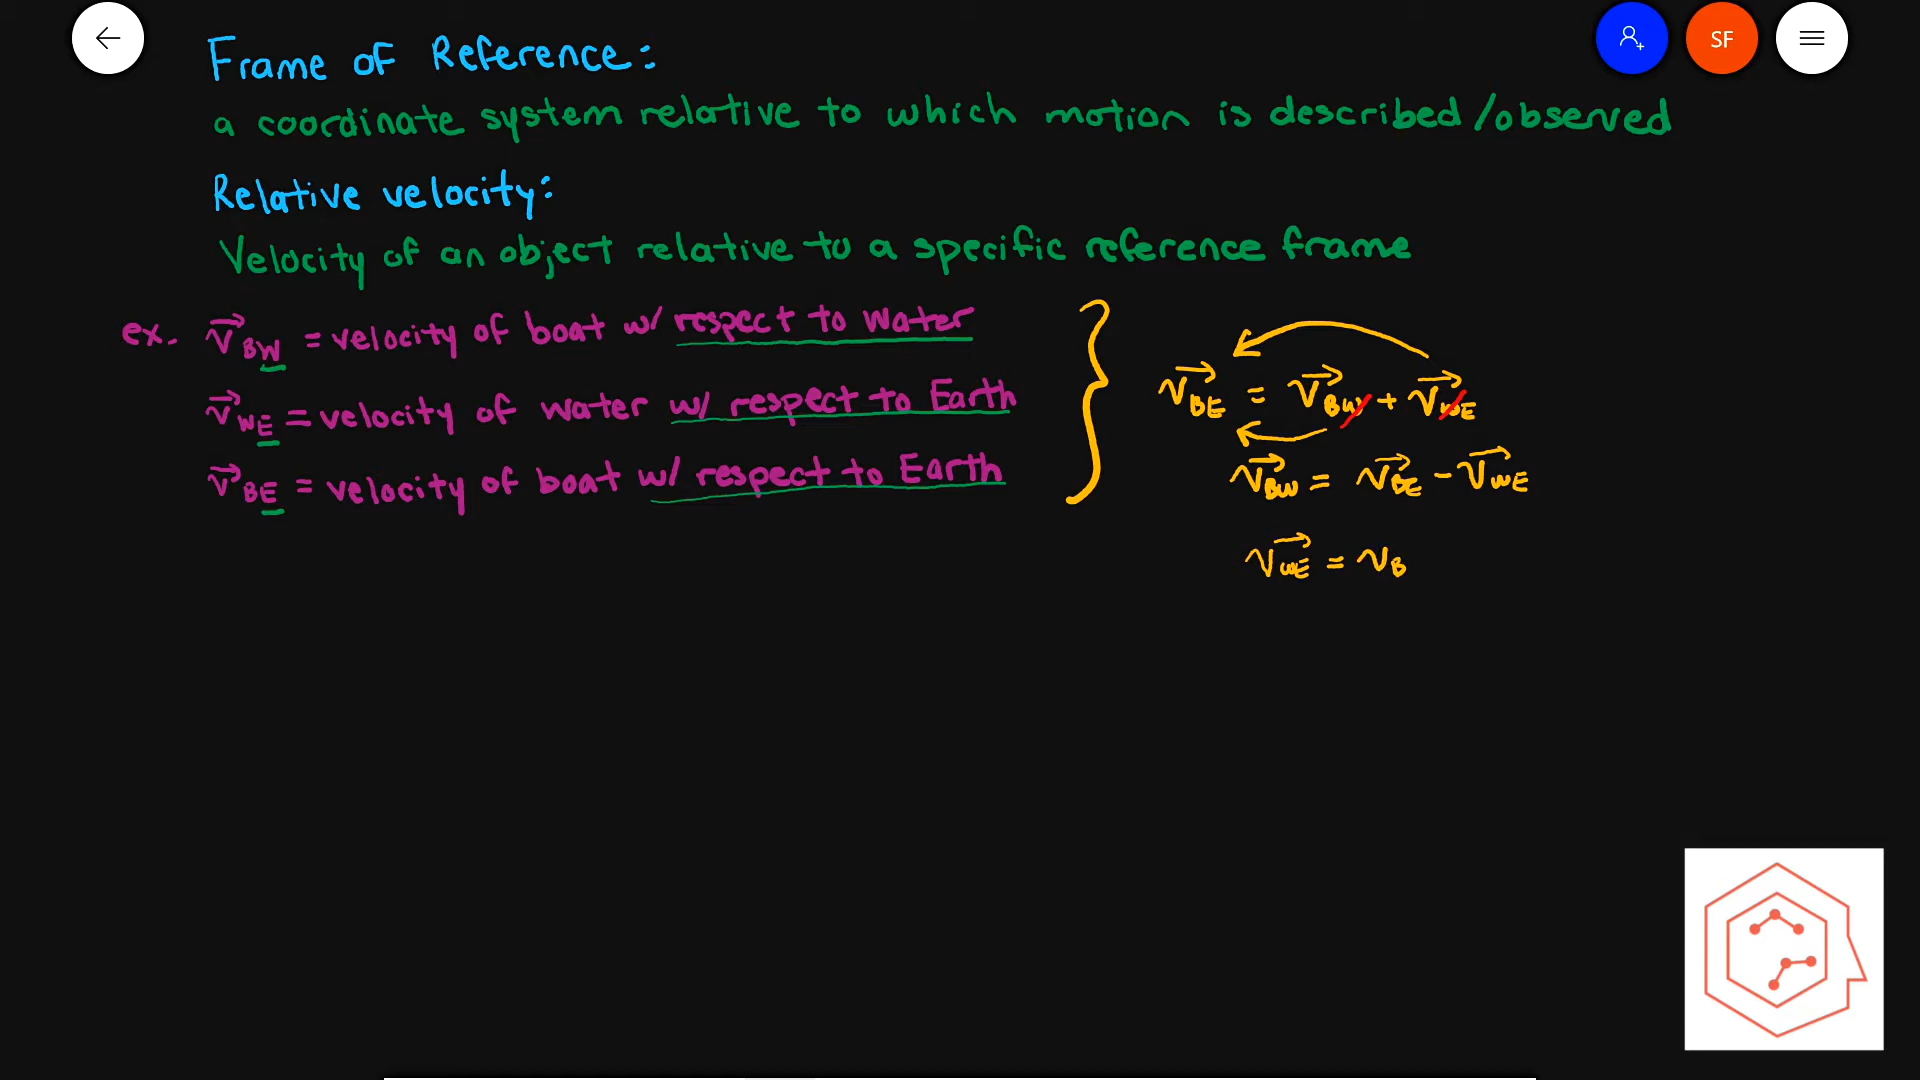 SF
Frame of Reference:
a coordinate system relative to which motion is described/observed
Relative velocity:
Velocity of an object relative to a specific reference frame
ex. v⃗BW = velocity of boat w/ respect to Water
v⃗WE = velocity of water w/ respect to Earth
v⃗BE = velocity of boat w/ respect to Earth
v⃗BE = v⃗BW + v⃗WE
v⃗BW = v⃗BE - v⃗WE
v⃗WE = vB